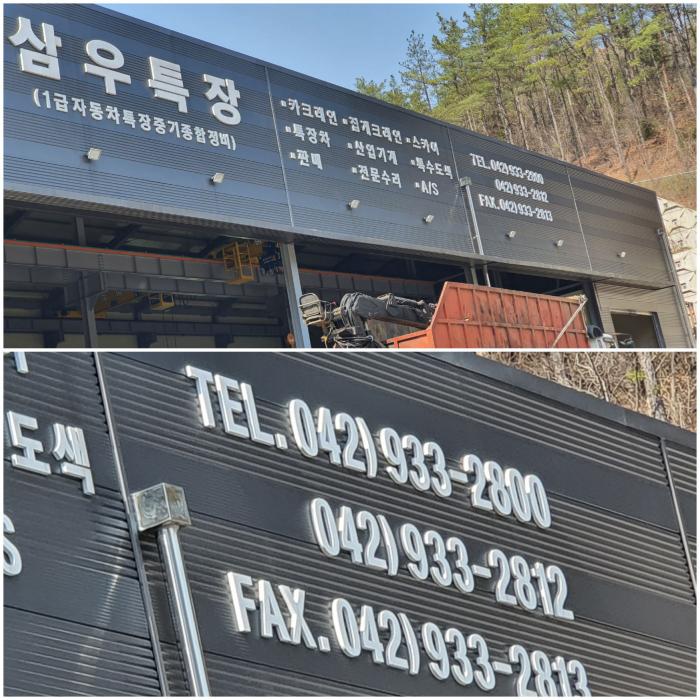 삼우특장
(1급자동차특장중기종합정비)
▪카크레인 ▪집게크레인 ▪스카이
▪특장차 ▪산업기계 ▪특수도색
▪판매 ▪전문수리 ▪A/S
TEL.042)933-2800
042)933-2812
FAX.042)933-2813
도색
S
TEL.042)933-2800
042)933-2812
FAX.042)933-2813